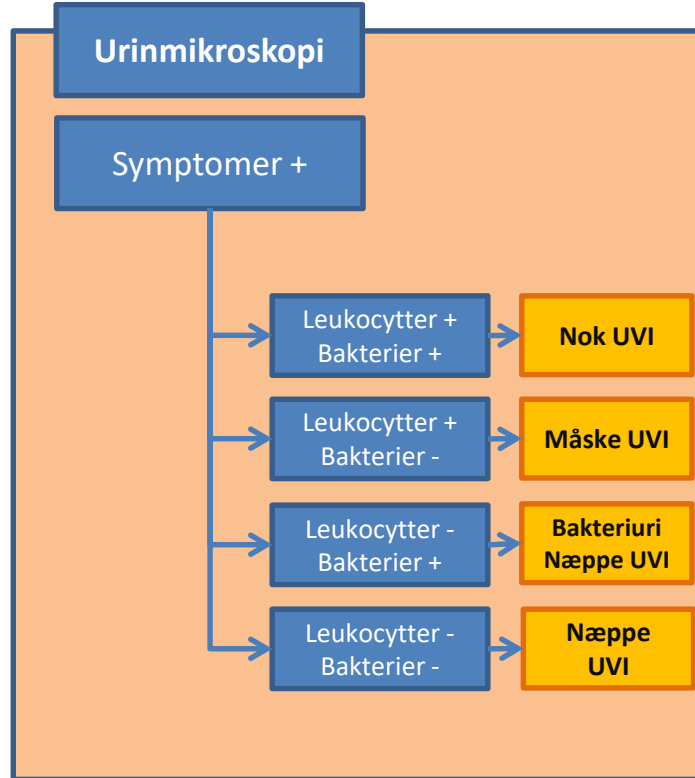 Urinmikroskopi
Symptomer +
Leukocytter +
Bakterier +
Nok UVI
Leukocytter +
Bakterier -
Måske UVI
Leukocytter -
Bakterier +
Bakteriuri
Næppe UVI
Leukocytter -
Bakterier -
Næppe
UVI